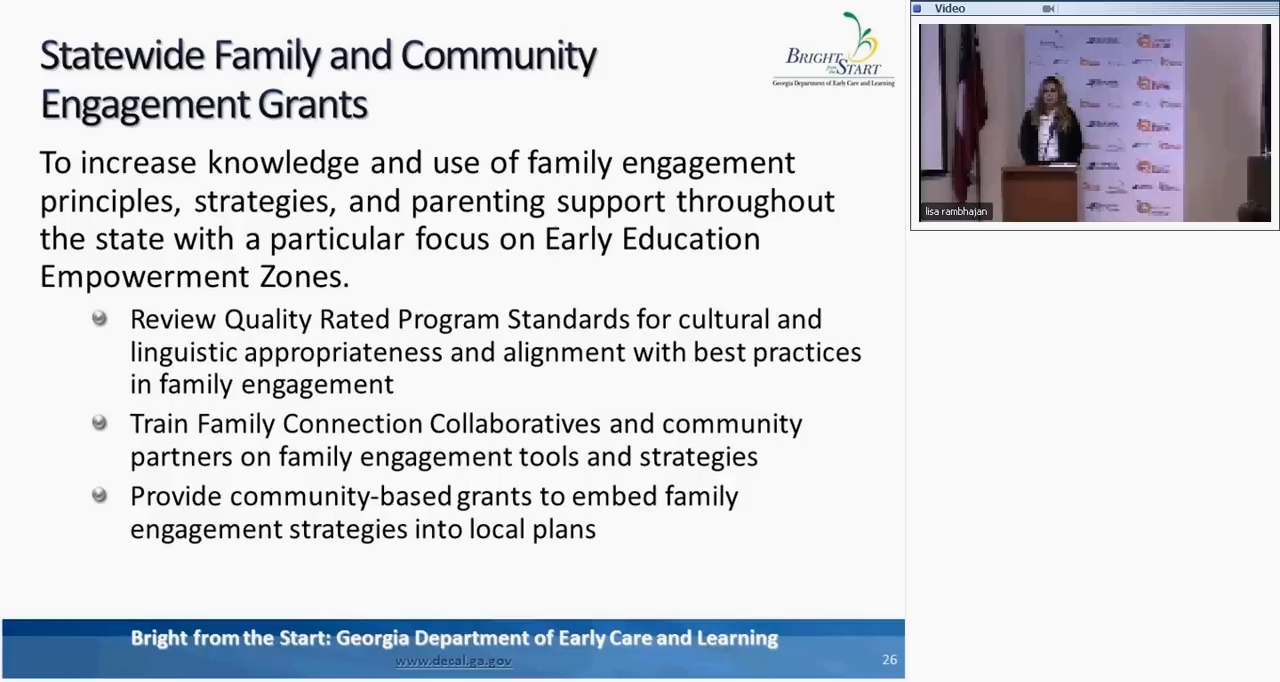 Statewide Family and Community
Engagement Grants
BRIGHT
from the
START
Georgia Department of Early Care and Learning
To increase knowledge and use of family engagement
principles, strategies, and parenting support throughout
the state with a particular focus on Early Education
Empowerment Zones.
Review Quality Rated Program Standards for cultural and
linguistic appropriateness and alignment with best practices
in family engagement
Train Family Connection Collaboratives and community
partners on family engagement tools and strategies
Provide community-based grants to embed family
engagement strategies into local plans
Bright from the Start: Georgia Department of Early Care and Learning
www.decal.ga.gov
26
Video
lisa rambhajan